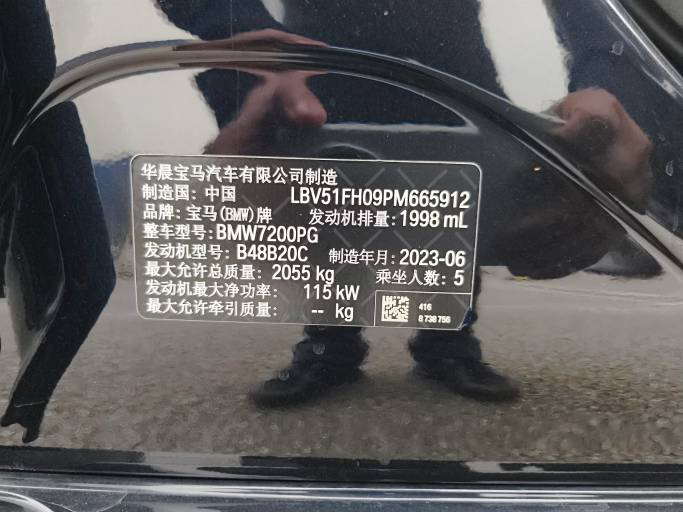 华晨宝马汽车有限公司制造
制造国: 中国 LBV51FH09PM665912
品牌: 宝马(BMW)牌 发动机排量: 1998 mL
整车型号: BMW7200PG
发动机型号: B48B20C 制造年月: 2023-06
最大允许总质量: 2055 kg 乘坐人数: 5
发动机最大净功率: 115 kW
最大允许牵引质量: -- kg
416
8 738 756